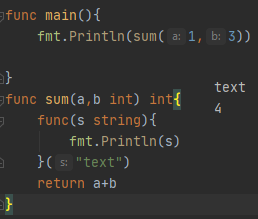 func main(){
fmt.Println(sum( a: 1, b: 3))
}
text
4
func sum(a,b int) int{
func(s string){
fmt.Println(s)
}( s: "text")
return a+b
}